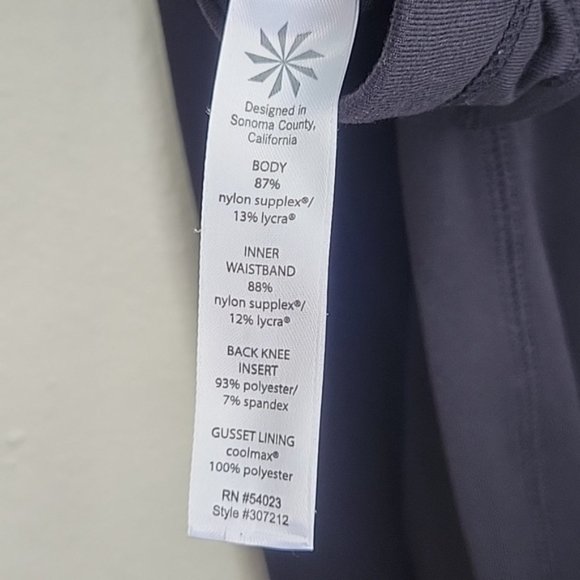 Designed in
Sonoma County,
California
BODY
87%
nylon supplex®/
13% lycra®
INNER
WAISTBAND
88%
nylon supplex®/
12% lycra®
BACK KNEE
INSERT
93% polyester/
7% spandex
GUSSET LINING
coolmax®
100% polyester
RN #54023
Style #307212